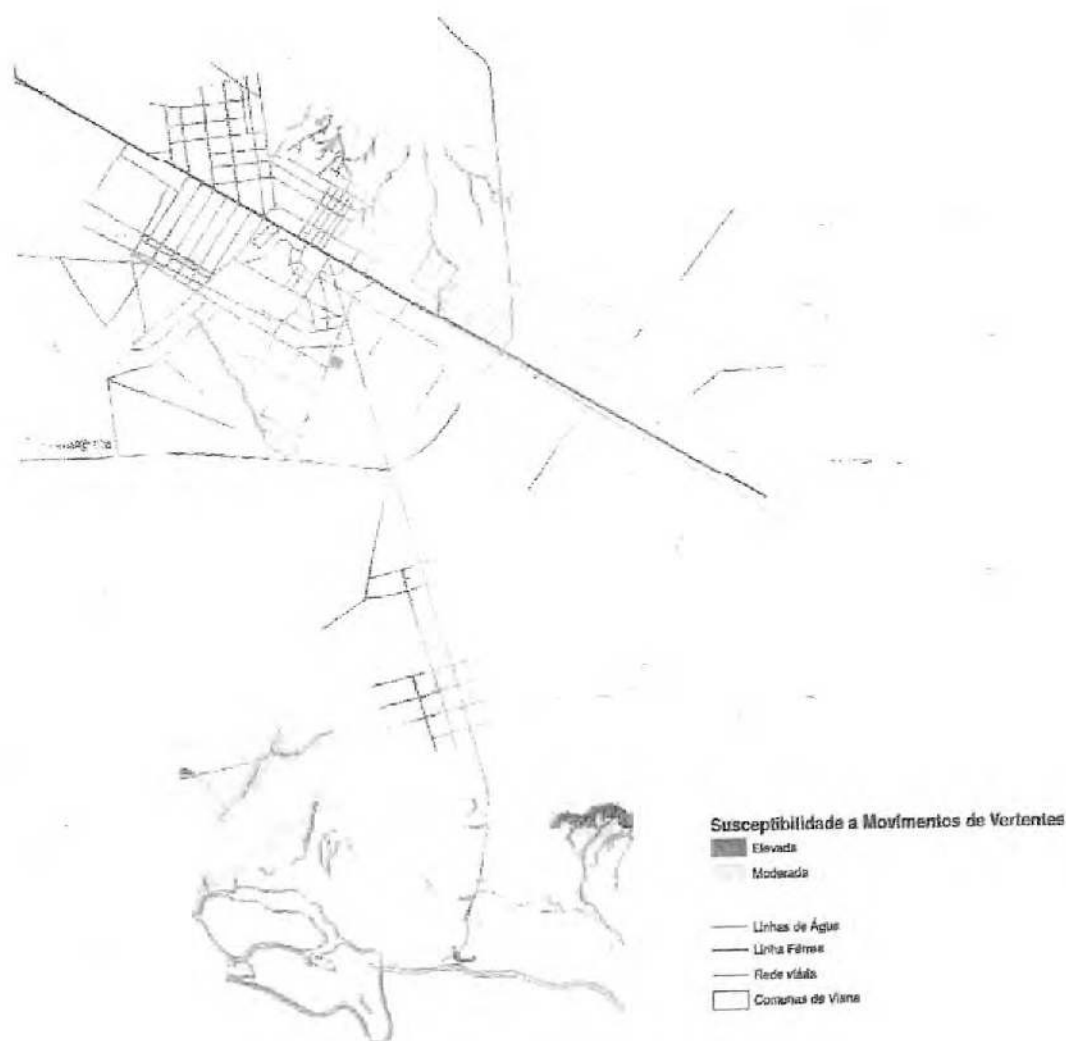 Susceptibilidade a Movimentos de Vertentes
Elevada
Moderada
Linhas de Água
Linha Férrea
Rede viária
Comunas de Viana